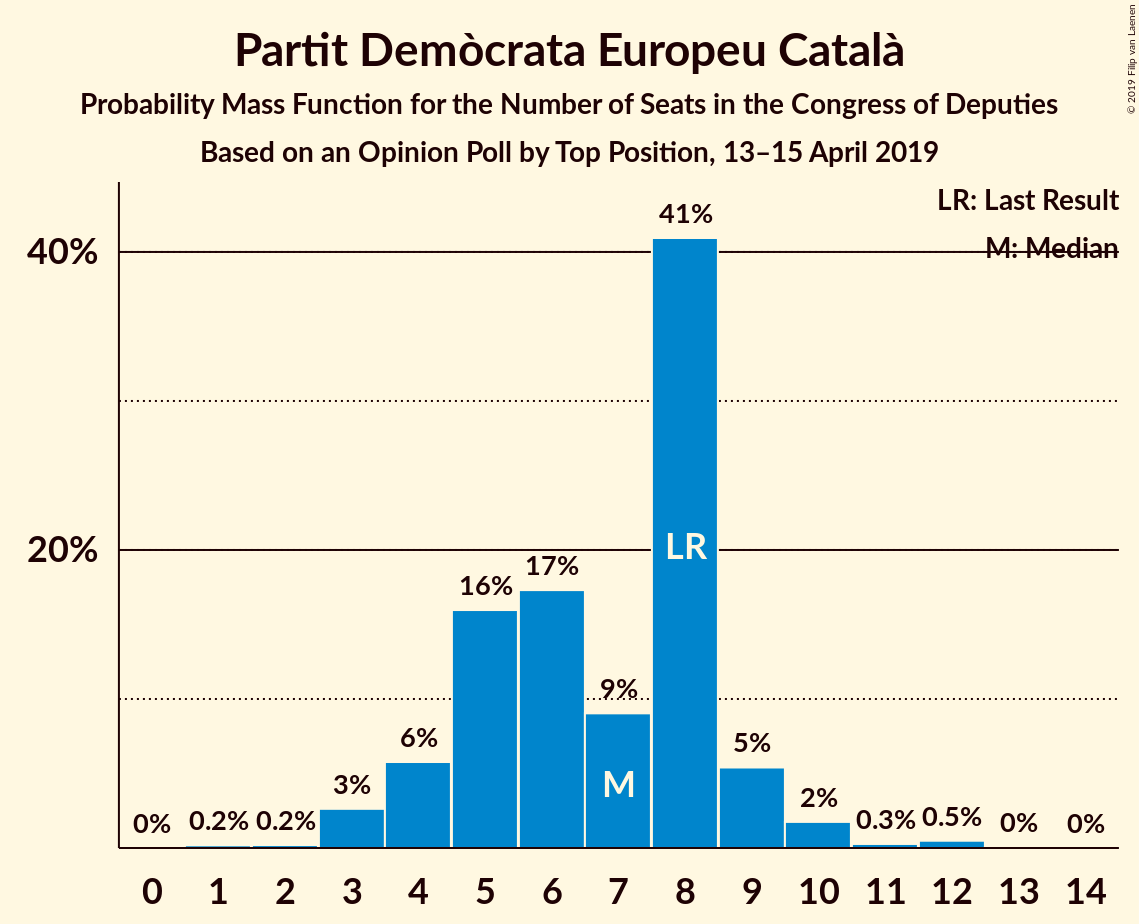 Partit Demòcrata Europeu Català
Probability Mass Function for the Number of Seats in the Congress of Deputies
Based on an Opinion Poll by Top Position, 13–15 April 2019
© 2019 Filip van Laenen
LR: Last Result
M: Median
40%
20%
0%
0.2%
0.2%
3%
6%
16%
17%
9%
41%
5%
2%
0.3%
0.5%
0%
0%
LR
M
0 1 2 3 4 5 6 7 8 9 10 11 12 13 14